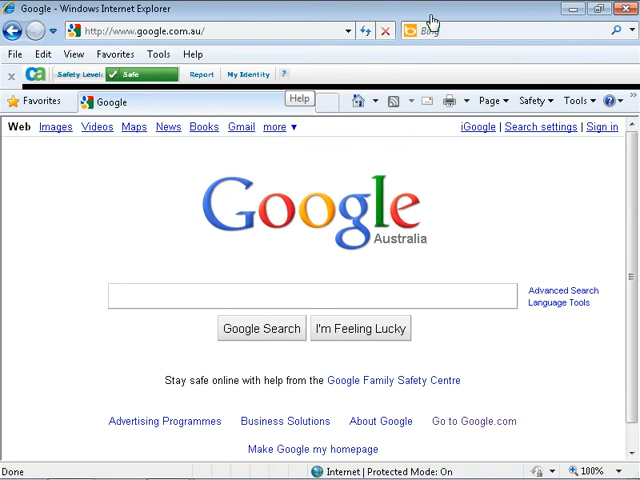 Google - Windows Internet Explorer
http://www.google.com.au/
Bing
File Edit View Favorites Tools Help
x ca Safety Level: Safe Report My Identity ?
Favorites Google Help Page Safety Tools
Web Images Videos Maps News Books Gmail more ▼ iGoogle | Search settings | Sign in
Google
Australia
Advanced Search
Language Tools
Google Search I'm Feeling Lucky
Stay safe online with help from the Google Family Safety Centre
Advertising Programmes Business Solutions About Google Go to Google.com
Make Google my homepage
Done Internet | Protected Mode: On 100%